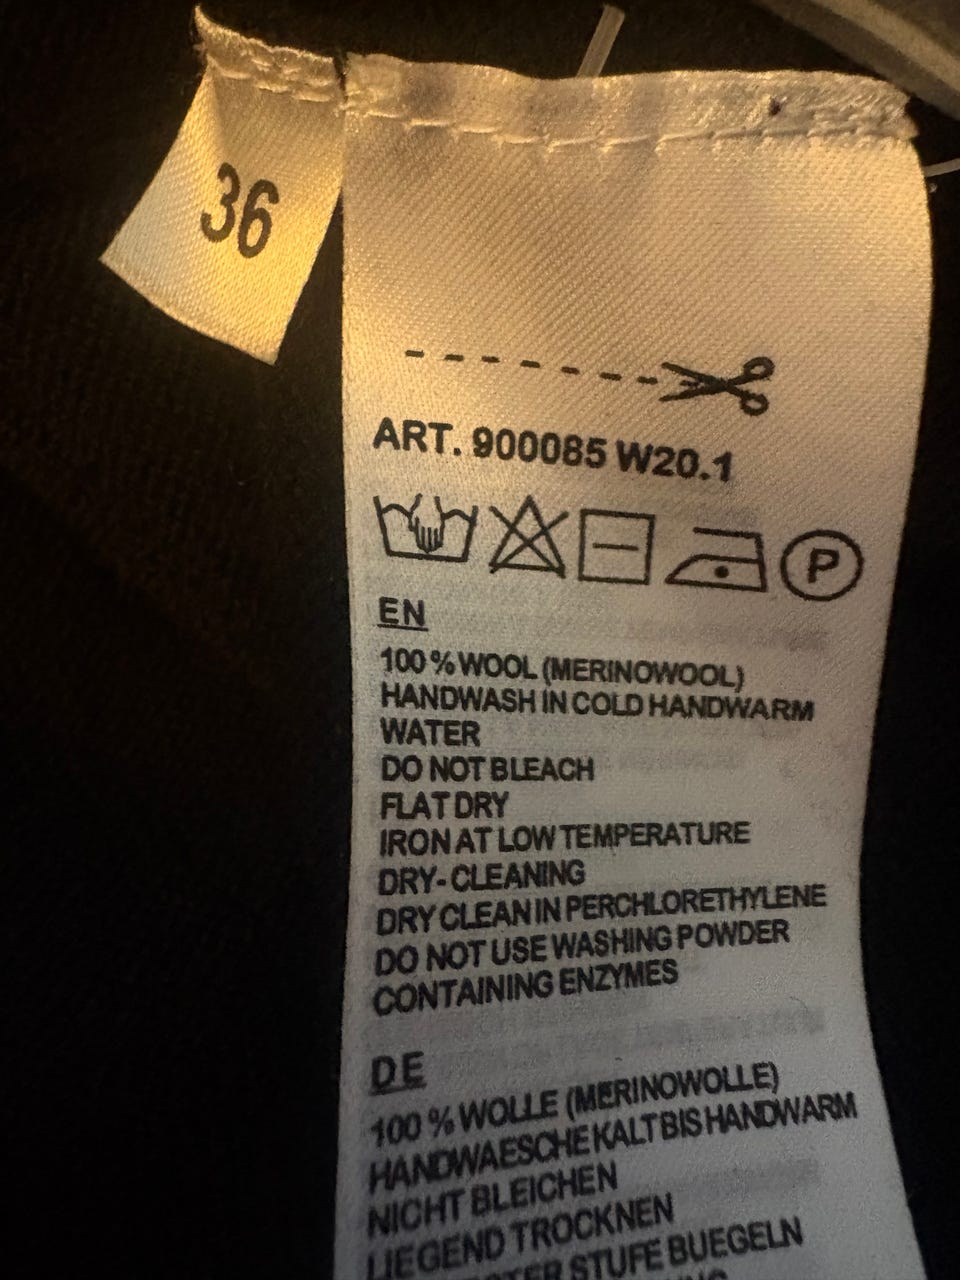 36
ART. 900085 W20.1
P
EN
100 % WOOL (MERINOWOOL)
HANDWASH IN COLD HANDWARM
WATER
DO NOT BLEACH
FLAT DRY
IRON AT LOW TEMPERATURE
DRY- CLEANING
DRY CLEAN IN PERCHLORETHYLENE
DO NOT USE WASHING POWDER
CONTAINING ENZYMES
DE
100 % WOLLE (MERINOWOLLE)
HANDWAESCHE KALT BIS HANDWARM
NICHT BLEICHEN
LIEGEND TROCKNEN
STUFE BUEGELN